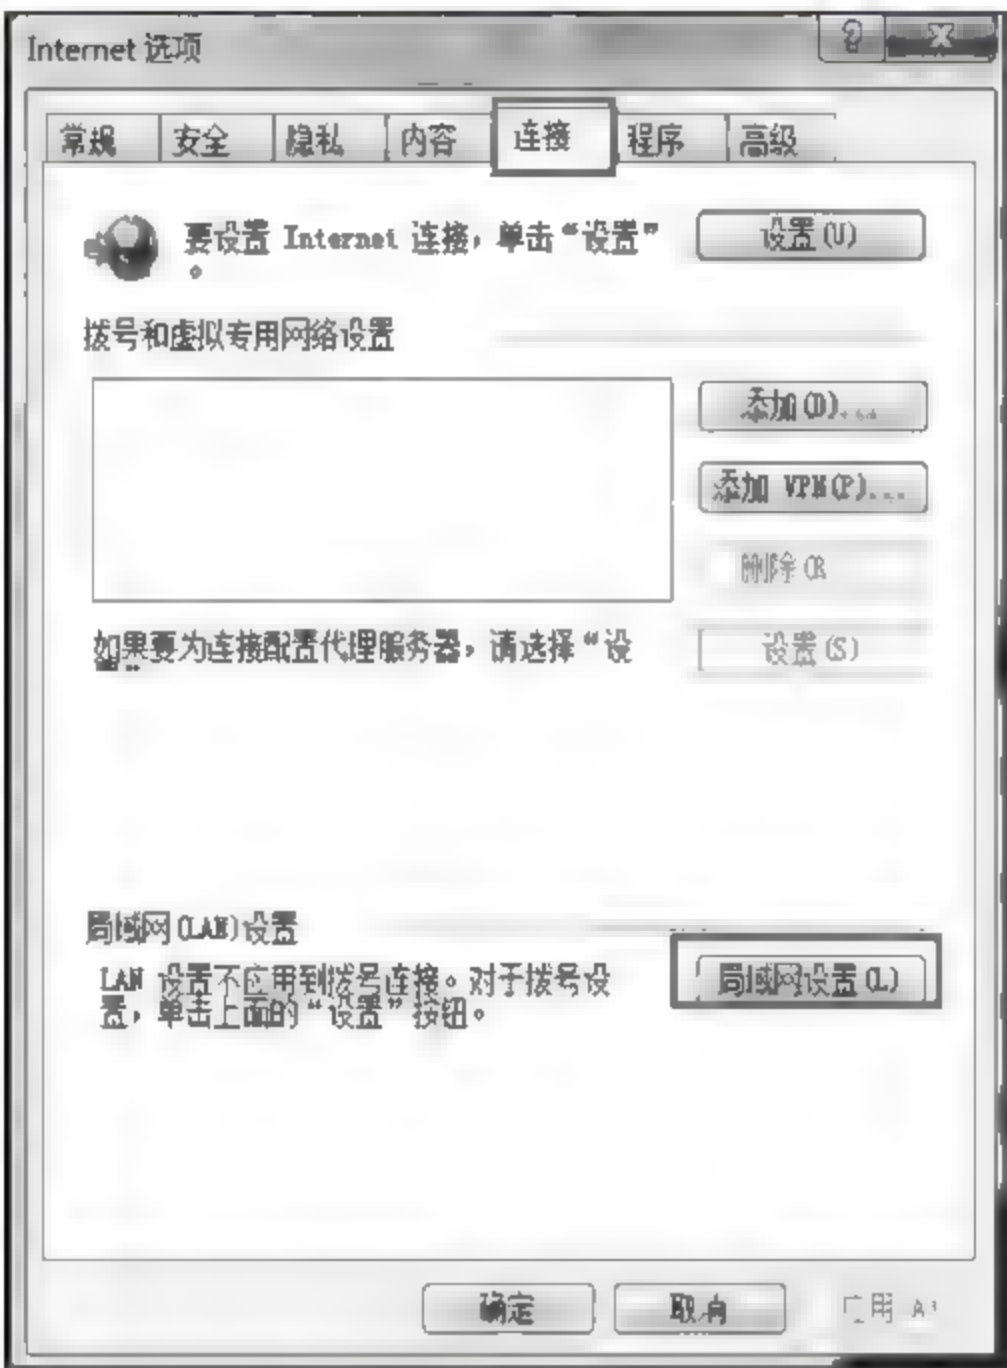 Internet 选项
常规 安全 隐私 内容 连接 程序 高级
要设置 Internet 连接，单击“设置”
。
设置(U)
拨号和虚拟专用网络设置
添加(D)...
添加 VPN(P)...
删除(R
如果要为连接配置代理服务器，请选择“设
置”
设置(S)
局域网(LAN)设置
LAN 设置不应用到拨号连接。对于拨号设
置，单击上面的“设置”按钮。
局域网设置(L)
确定 取消 应用(A)